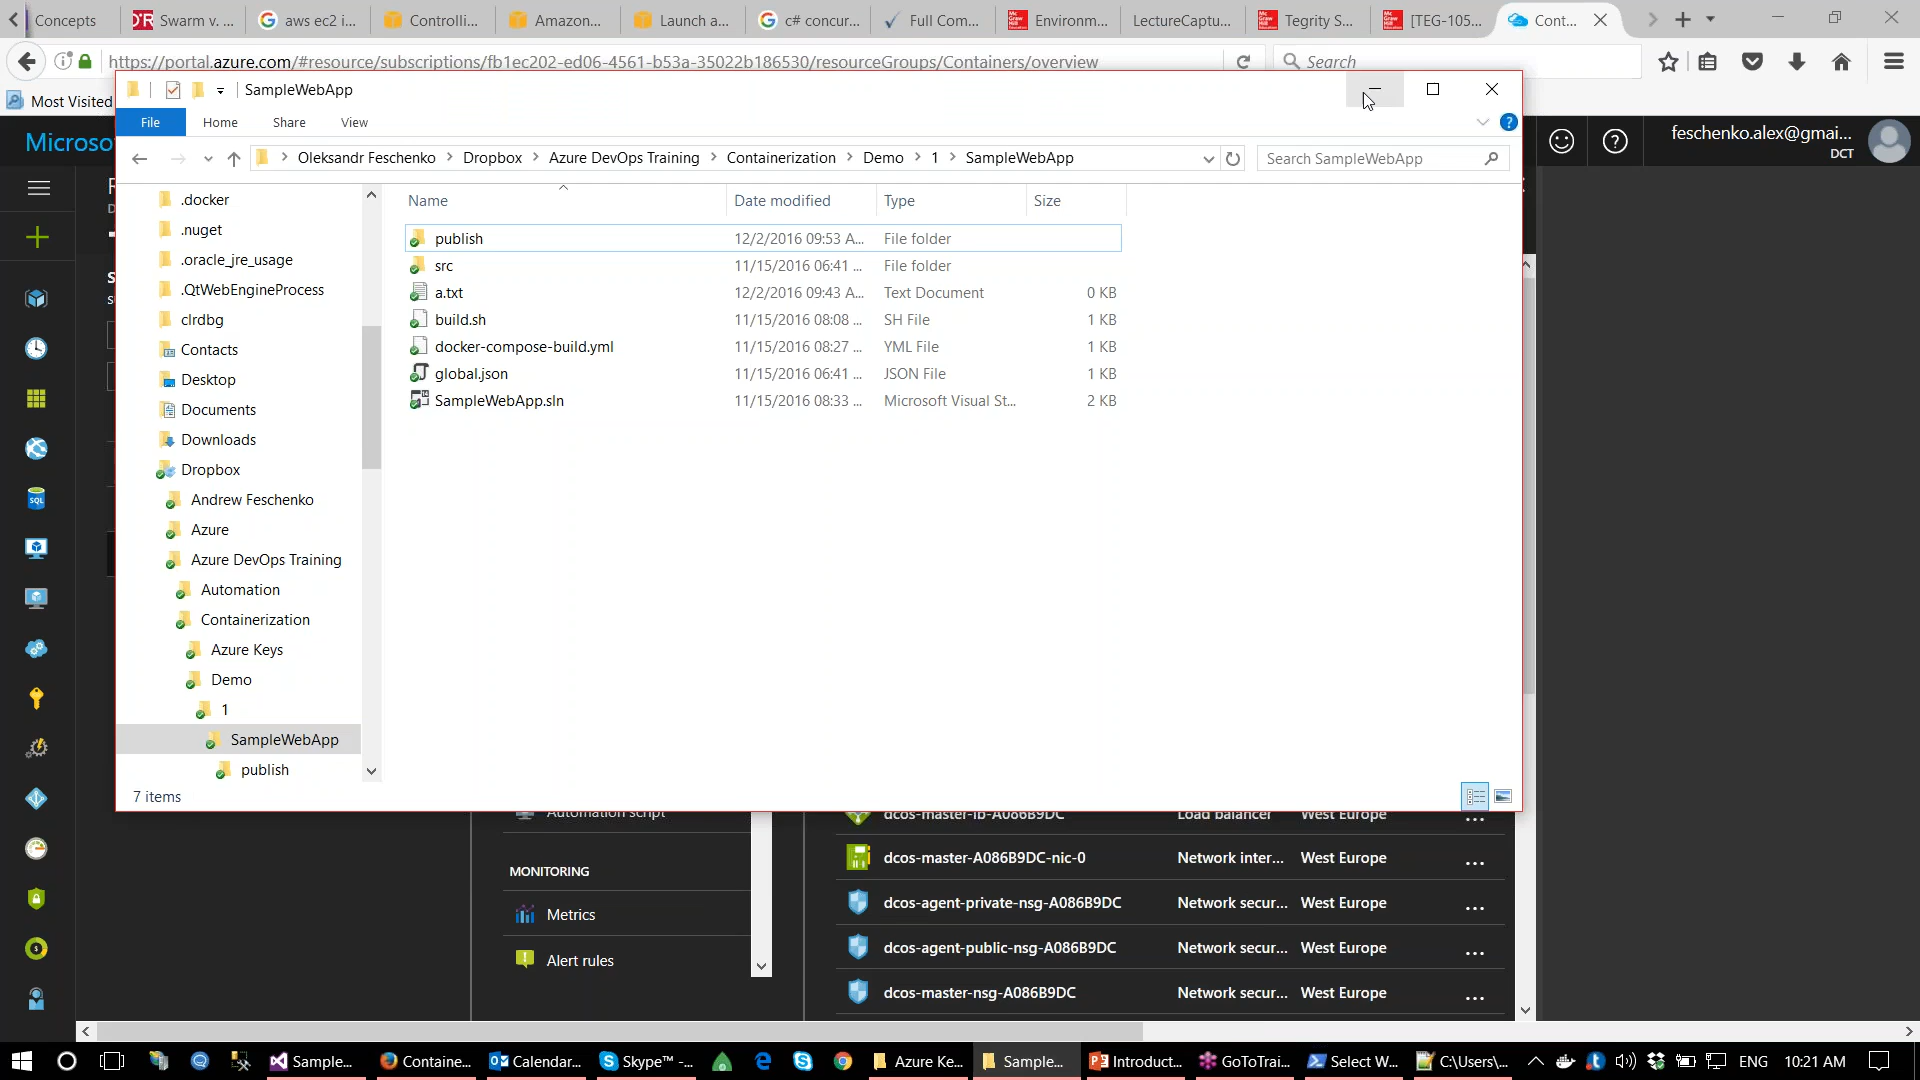 Concepts
Swarm v. ...
aws ec2 i...
Controlli...
Amazon...
Launch a...
c# concur...
Full Com...
Environm...
LectureCaptu...
Tegrity S...
[TEG-105...
Cont...
https://portal.azure.com/#resource/subscriptions/fb1ec202-ed06-4561-b53a-35022b186530/resourceGroups/Containers/overview
Search
Most Visited
SampleWebApp
File
Home
Share
View
Microso
feschenko.alex@gmai...
DCT
Oleksandr Feschenko > Dropbox > Azure DevOps Training > Containerization > Demo > 1 > SampleWebApp
Search SampleWebApp
.docker
.nuget
.oracle_jre_usage
.QtWebEngineProcess
clrdbg
Contacts
Desktop
Documents
Downloads
Dropbox
Andrew Feschenko
Azure
Azure DevOps Training
Automation
Containerization
Azure Keys
Demo
1
SampleWebApp
publish
Name Date modified Type Size
publish 12/2/2016 09:53 A... File folder
src 11/15/2016 06:41 ... File folder
a.txt 12/2/2016 09:43 A... Text Document 0 KB
build.sh 11/15/2016 08:08 ... SH File 1 KB
docker-compose-build.yml 11/15/2016 08:27 ... YML File 1 KB
global.json 11/15/2016 06:41 ... JSON File 1 KB
SampleWebApp.sln 11/15/2016 08:33 ... Microsoft Visual St... 2 KB
7 items
Automation script
MONITORING
Metrics
Alert rules
dcos-master-lb-A086B9DC Load balancer West Europe ...
dcos-master-A086B9DC-nic-0 Network inter... West Europe ...
dcos-agent-private-nsg-A086B9DC Network secur... West Europe ...
dcos-agent-public-nsg-A086B9DC Network secur... West Europe ...
dcos-master-nsg-A086B9DC Network secur... West Europe ...
Sample...
Containe...
Calendar...
Skype™ -...
Azure Ke...
Sample...
Introduct...
GoToTrai...
Select W...
C:\Users\...
ENG
10:21 AM